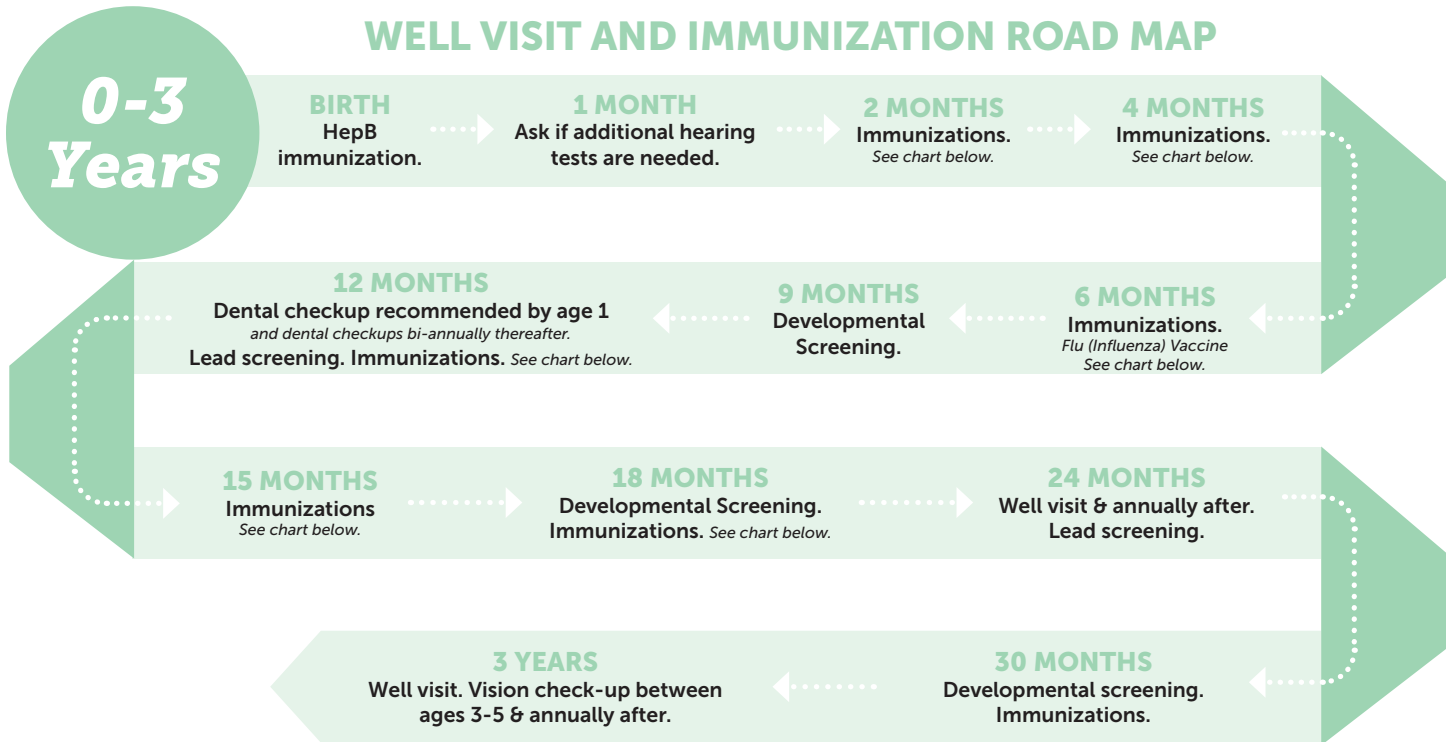 WELL VISIT AND IMMUNIZATION ROAD MAP
0-3
Years
BIRTH
HepB
immunization.
1 MONTH
Ask if additional hearing
tests are needed.
2 MONTHS
Immunizations.
See chart below.
4 MONTHS
Immunizations.
See chart below.
6 MONTHS
Immunizations.
Flu (Influenza) Vaccine
See chart below.
9 MONTHS
Developmental
Screening.
12 MONTHS
Dental checkup recommended by age 1
and dental checkups bi-annually thereafter.
Lead screening. Immunizations. See chart below.
15 MONTHS
Immunizations
See chart below.
18 MONTHS
Developmental Screening.
Immunizations. See chart below.
24 MONTHS
Well visit & annually after.
Lead screening.
30 MONTHS
Developmental screening.
Immunizations.
3 YEARS
Well visit. Vision check-up between
ages 3-5 & annually after.